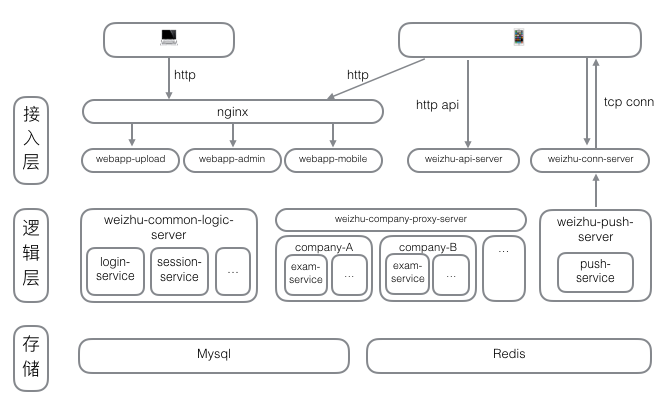 http
http
http api
tcp conn
接入层
nginx
webapp-upload
webapp-admin
webapp-mobile
weizhu-api-server
weizhu-conn-server
逻辑层
weizhu-common-logic-
server
login-
service
session-
service
...
weizhu-company-proxy-server
company-A
exam-
service
...
company-B
exam-
service
...
...
weizhu-push-
server
push-
service
存储
Mysql
Redis